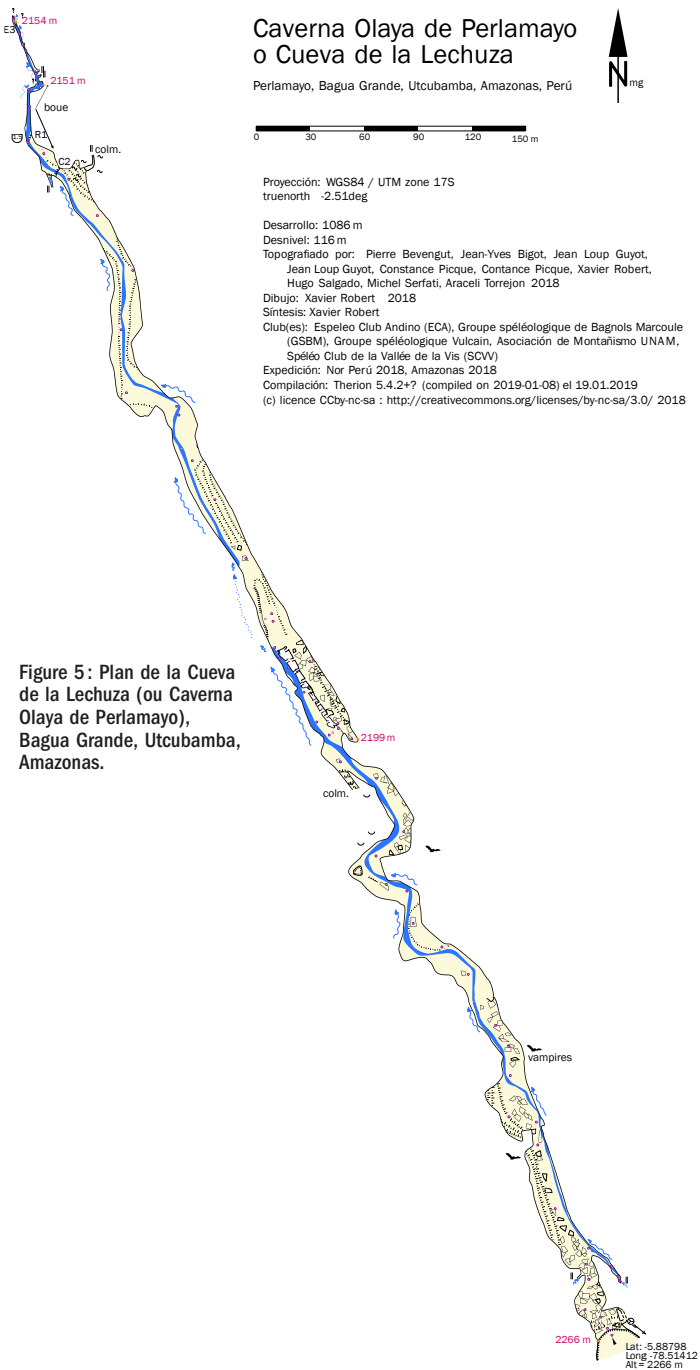 Caverna Olaya de Perlamayo
o Cueva de la Lechuza
Perlamayo, Bagua Grande, Utcubamba, Amazonas, Perú
N mg
0 30 60 90 120 150 m
Proyección: WGS84 / UTM zone 17S
truenorth -2.51deg
Desarrollo: 1086 m
Desnivel: 116 m
Topografiado por: Pierre Bevengut, Jean-Yves Bigot, Jean Loup Guyot,
Jean Loup Guyot, Constance Picque, Contance Picque, Xavier Robert,
Hugo Salgado, Michel Serfati, Araceli Torrejon 2018
Dibujo: Xavier Robert 2018
Síntesis: Xavier Robert
Club(es): Espeleo Club Andino (ECA), Groupe spéléologique de Bagnols Marcoule
(GSBM), Groupe spéléologique Vulcain, Asociación de Montañismo UNAM,
Spéléo Club de la Vallée de la Vis (SCVV)
Expedición: Nor Perú 2018, Amazonas 2018
Compilación: Therion 5.4.2+? (compiled on 2019-01-08) el 19.01.2019
(c) licence CCby-nc-sa : http://creativecommons.org/licenses/by-nc-sa/3.0/ 2018
2154 m
E3
2151 m
boue
R1
colm.
C2
Figure 5 : Plan de la Cueva
de la Lechuza (ou Caverna
Olaya de Perlamayo),
Bagua Grande, Utcubamba,
Amazonas.
2199 m
colm.
vampires
2266 m
Lat: -5.88798
Long -78.51412
Alt = 2266 m